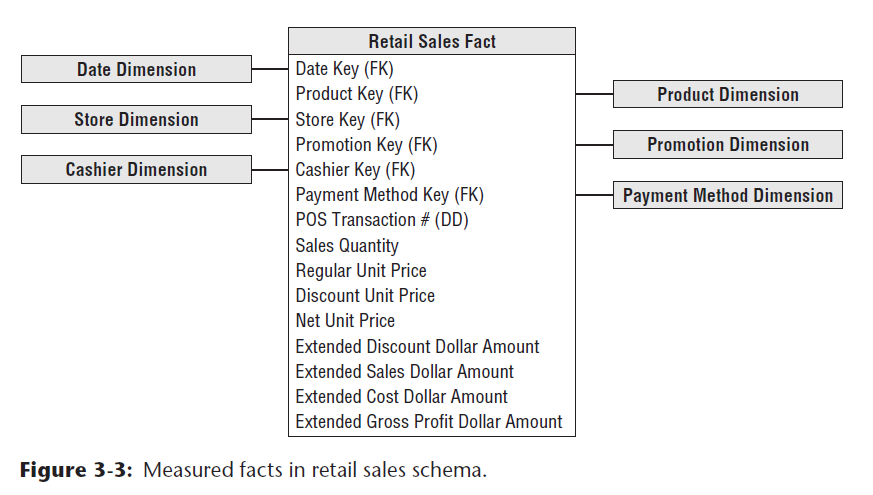 Retail Sales Fact
Date Dimension
Store Dimension
Cashier Dimension
Date Key (FK)
Product Key (FK)
Store Key (FK)
Promotion Key (FK)
Cashier Key (FK)
Payment Method Key (FK)
POS Transaction # (DD)
Sales Quantity
Regular Unit Price
Discount Unit Price
Net Unit Price
Extended Discount Dollar Amount
Extended Sales Dollar Amount
Extended Cost Dollar Amount
Extended Gross Profit Dollar Amount
Product Dimension
Promotion Dimension
Payment Method Dimension
Figure 3-3: Measured facts in retail sales schema.